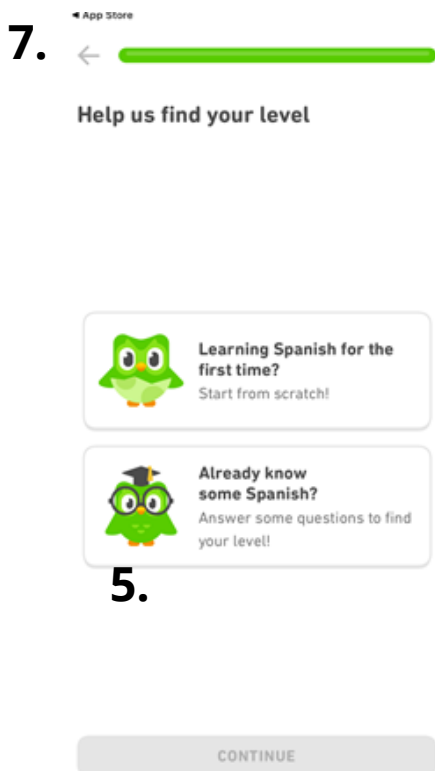 ◀ App Store
7.
Help us find your level
Learning Spanish for the
first time?
Start from scratch!
Already know
some Spanish?
Answer some questions to find
your level!
5.
CONTINUE